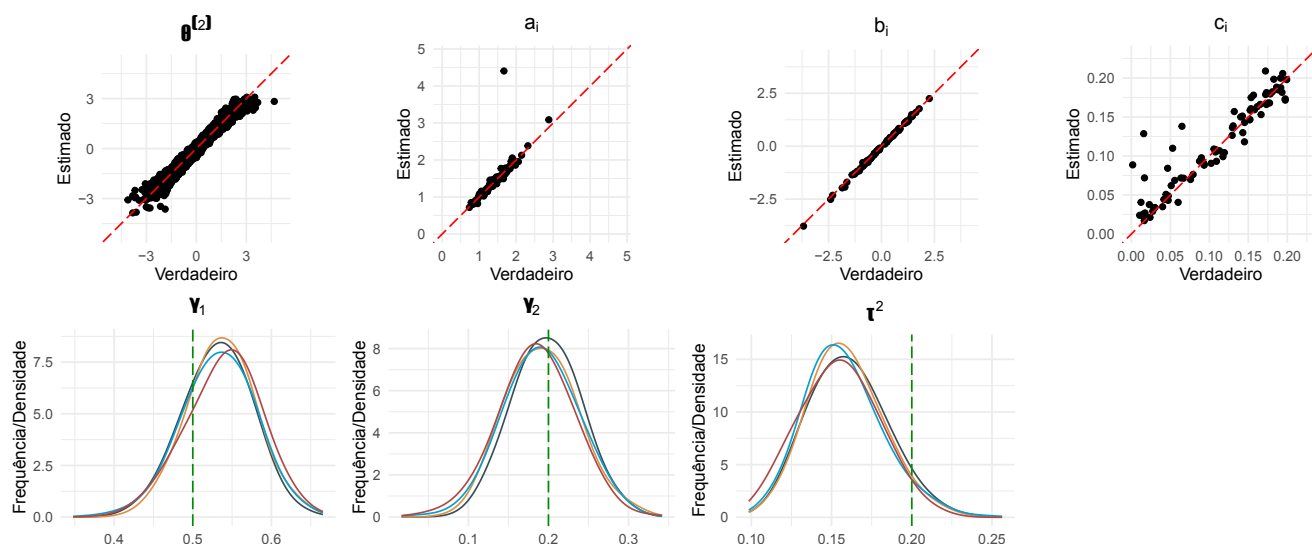 θ⁽²⁾
Estimado
3
0
−3
−3 0 3
Verdadeiro
aᵢ
Estimado
5
4
3
2
1
0
0 1 2 3 4 5
Verdadeiro
bᵢ
Estimado
2.5
0.0
−2.5
−2.5 0.0 2.5
Verdadeiro
cᵢ
Estimado
0.20
0.15
0.10
0.05
0.00
0.00 0.05 0.10 0.15 0.20
Verdadeiro
γ₁
Frequência/Densidade
7.5
5.0
2.5
0.0
0.4 0.5 0.6
γ₂
Frequência/Densidade
8
6
4
2
0
0.1 0.2 0.3
τ²
Frequência/Densidade
15
10
5
0
0.10 0.15 0.20 0.25